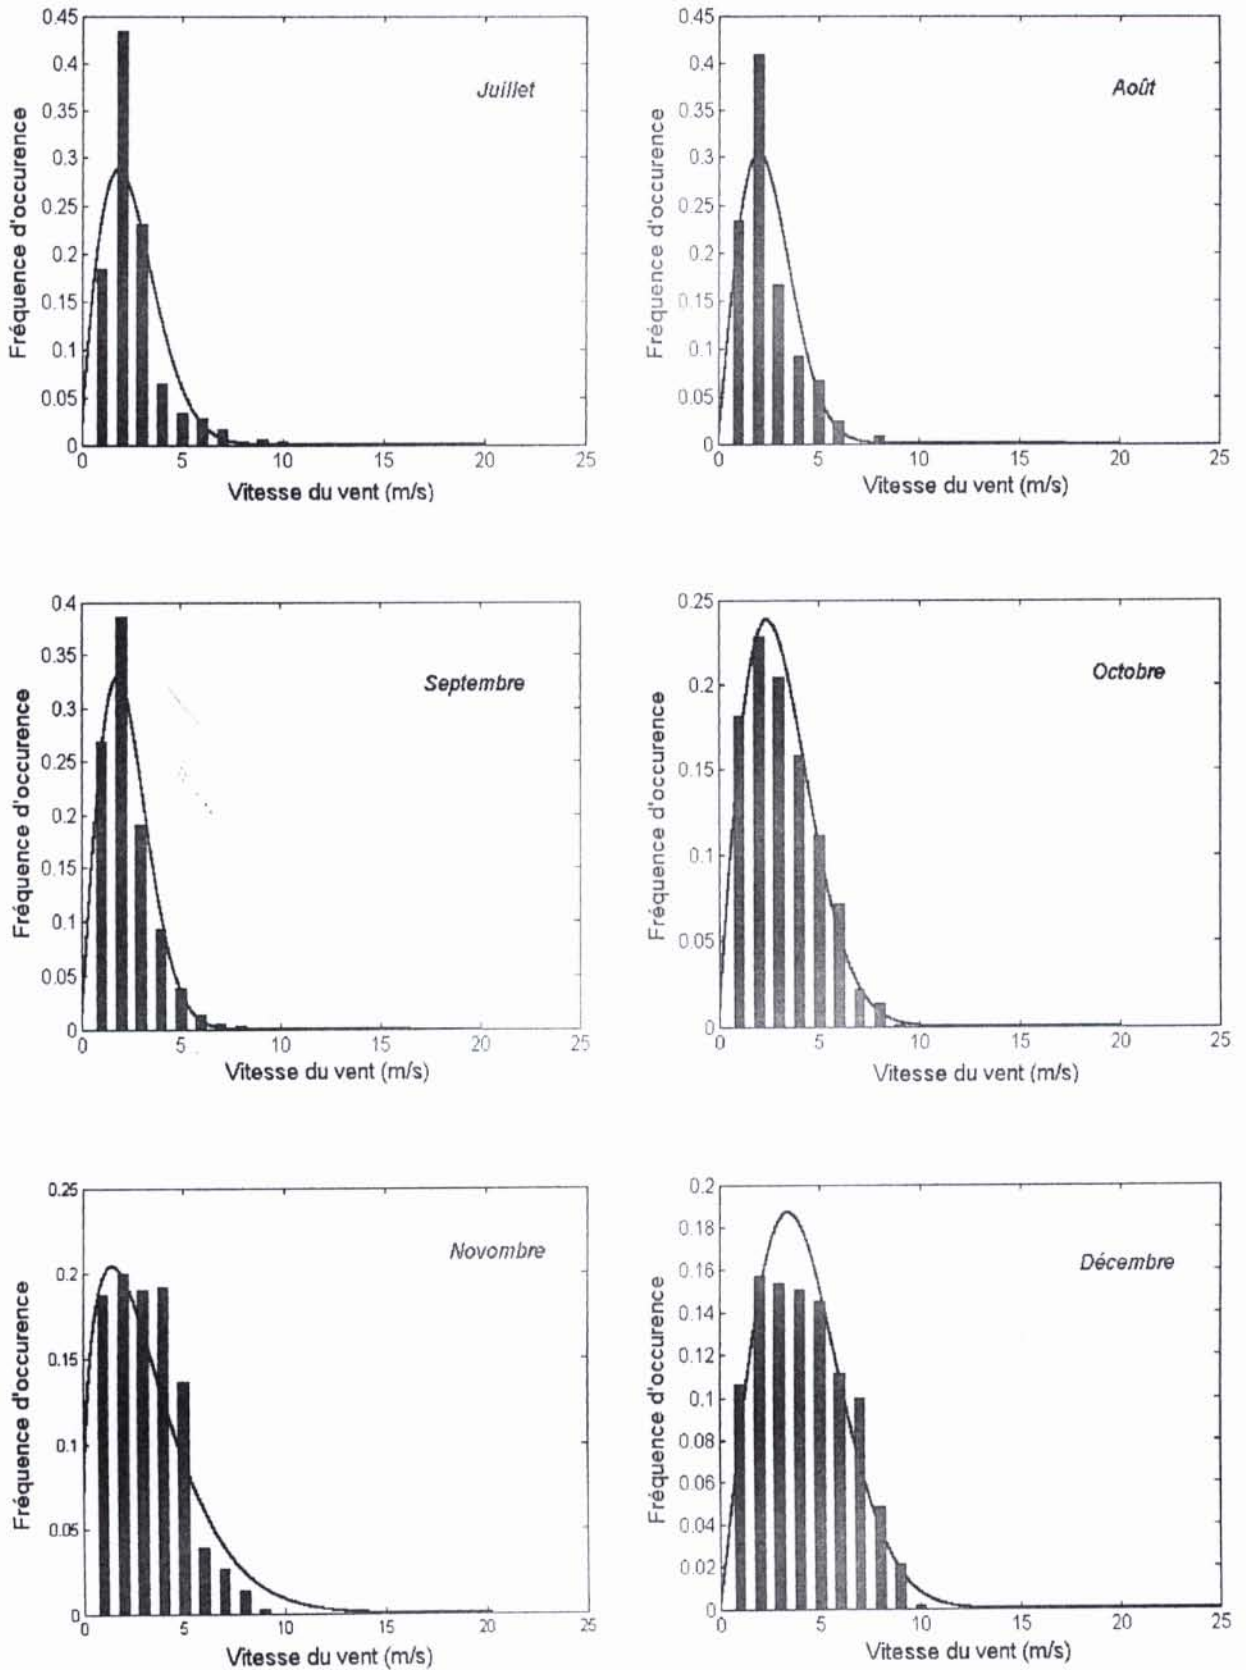 0.45
0.4
0.35
0.3
0.25
0.2
0.15
0.1
0.05
0
Fréquence d'occurence
Juillet
0 5 10 15 20 25
Vitesse du vent (m/s)
0.45
0.4
0.35
0.3
0.25
0.2
0.15
0.1
0.05
0
Fréquence d'occurence
Août
0 5 10 15 20 25
Vitesse du vent (m/s)
0.4
0.35
0.3
0.25
0.2
0.15
0.1
0.05
0
Fréquence d'occurence
Septembre
0 5 10 15 20 25
Vitesse du vent (m/s)
0.25
0.2
0.15
0.1
0.05
0
Fréquence d'occurence
Octobre
0 5 10 15 20 25
Vitesse du vent (m/s)
0.25
0.2
0.15
0.1
0.05
0
Fréquence d'occurence
Novombre
0 5 10 15 20 25
Vitesse du vent (m/s)
0.2
0.18
0.16
0.14
0.12
0.1
0.08
0.06
0.04
0.02
0
Fréquence d'occurence
Décembre
0 5 10 15 20 25
Vitesse du vent (m/s)